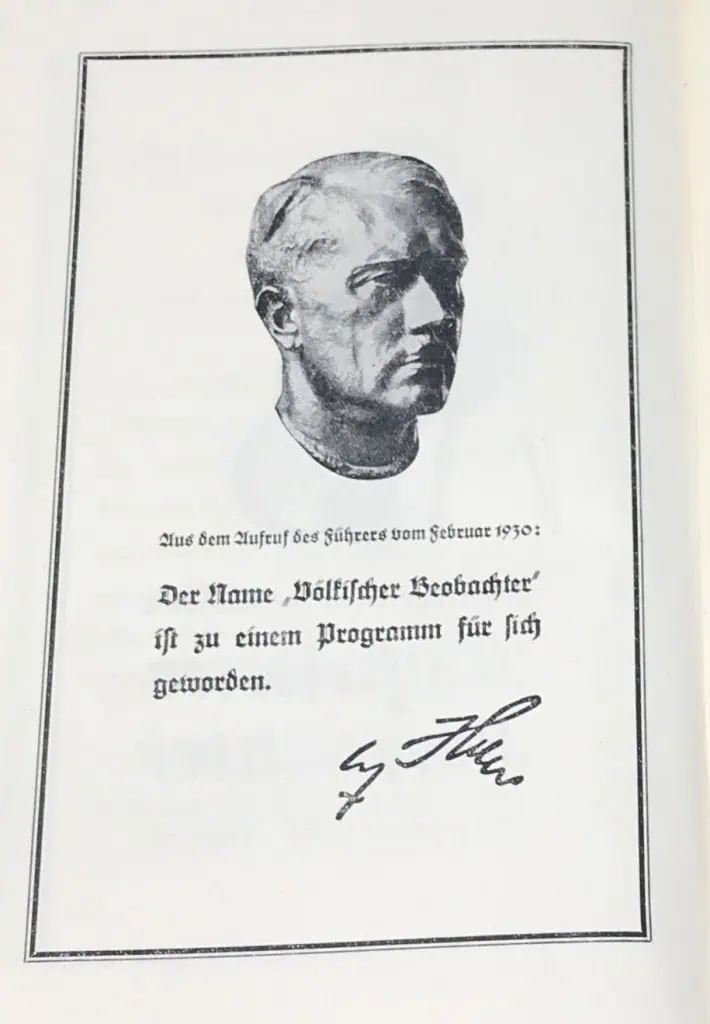 Aus dem Aufruf des Führers vom Februar 1930:
Der Name „Völkischer Beobachter“
ist zu einem Programm für sich
geworden.